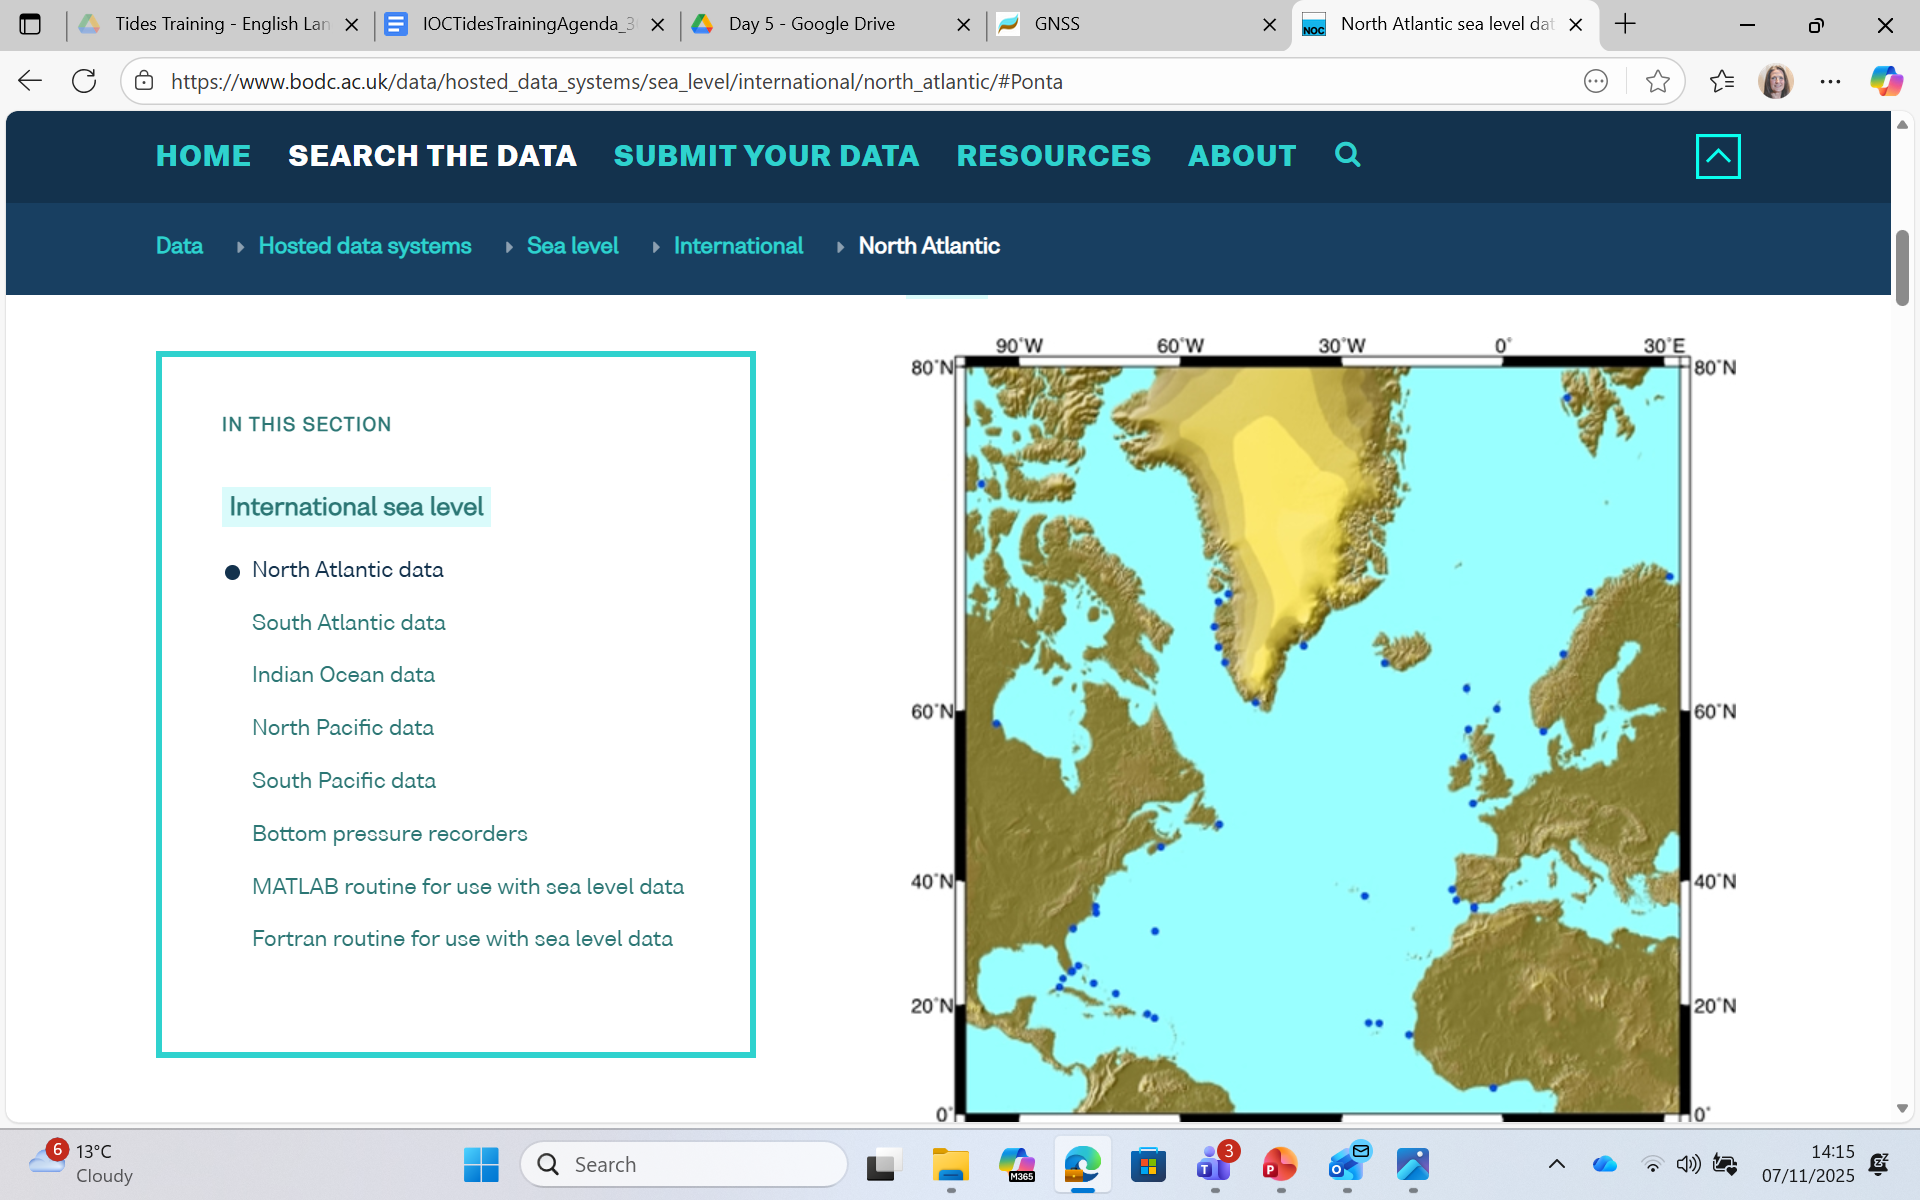 Tides Training - English Lan
IOCTidesTrainingAgenda_3
Day 5 - Google Drive
GNSS
NOC
North Atlantic sea level dat
https://www.bodc.ac.uk/data/hosted_data_systems/sea_level/international/north_atlantic/#Ponta
HOME
SEARCH THE DATA
SUBMIT YOUR DATA
RESOURCES
ABOUT
Data
Hosted data systems
Sea level
International
North Atlantic
IN THIS SECTION
International sea level
North Atlantic data
South Atlantic data
Indian Ocean data
North Pacific data
South Pacific data
Bottom pressure recorders
MATLAB routine for use with sea level data
Fortran routine for use with sea level data
90°W 60°W 30°W 0° 30°E
80°N 80°N
60°N 60°N
40°N 40°N
20°N 20°N
0° 0°
6
13°C
Cloudy
Search
M365
3
14:15
07/11/2025